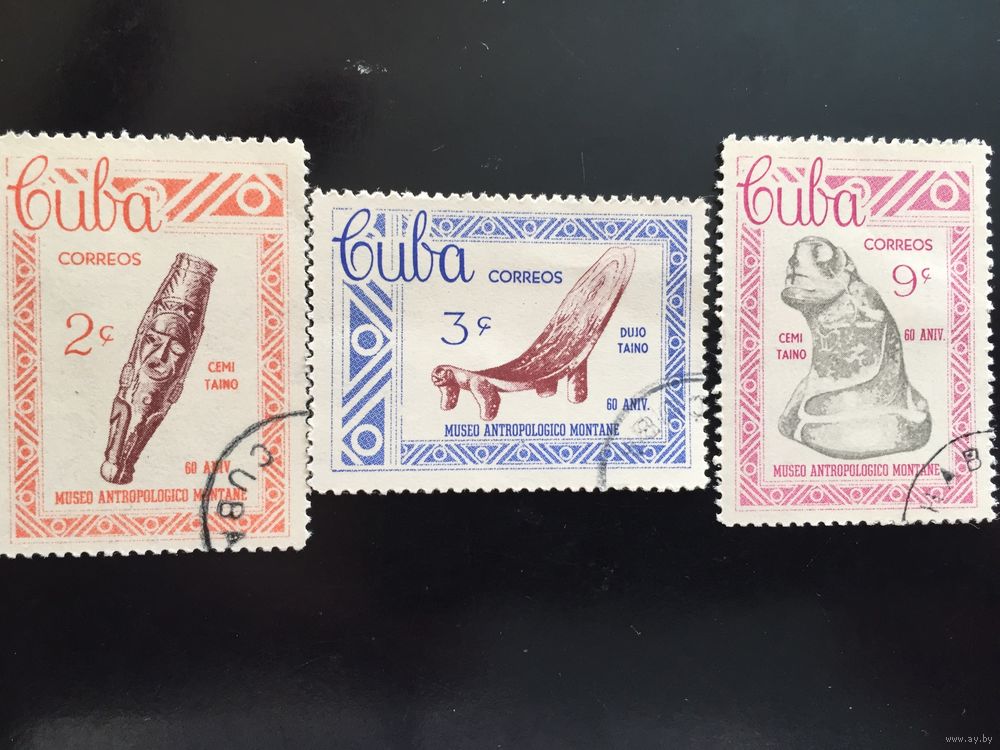 Cuba
CORREOS
2¢
CEMI
TAINO
60 ANIV
MUSEO ANTROPOLOGICO MONTANE
CUBA
Cuba
CORREOS
3¢
DUJO
TAINO
60 ANIV.
MUSEO ANTROPOLOGICO MONTANE
Cuba
CORREOS
9¢
CEMI
TAINO
60 ANIV.
MUSEO ANTROPOLOGICO MONTANE
www.ay.by